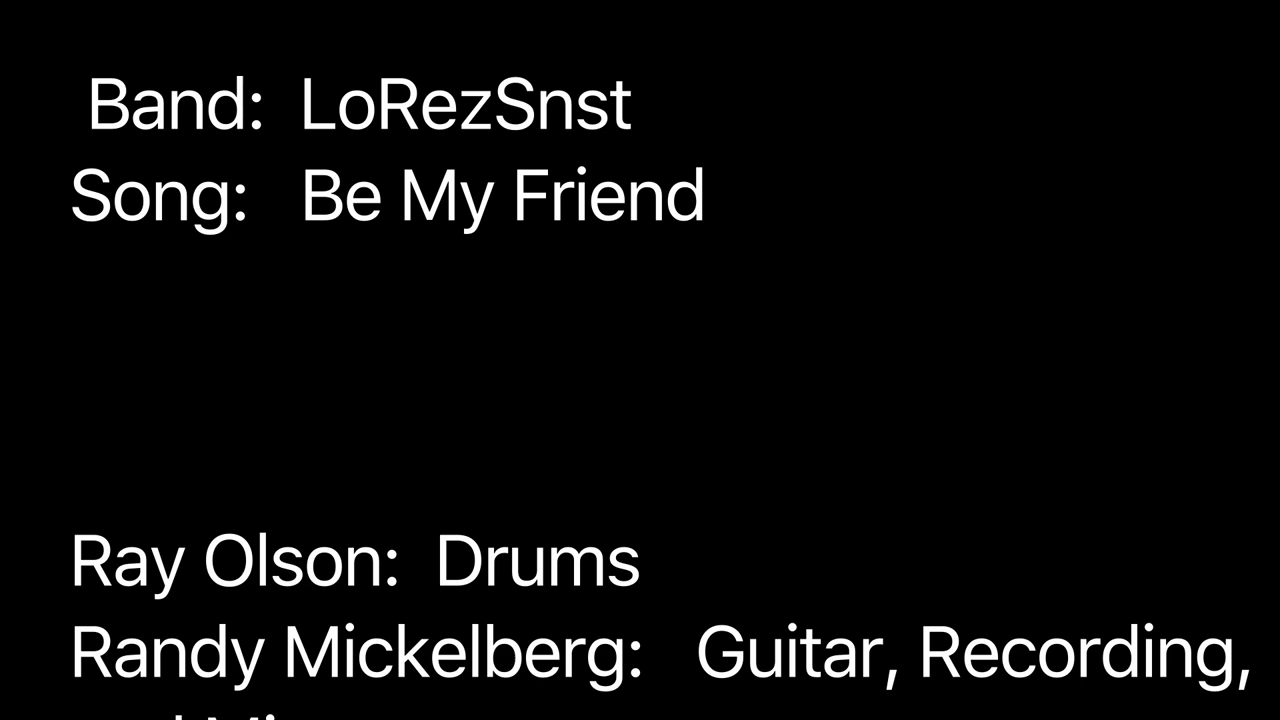 Band: LoRezSnst
Song: Be My Friend
Ray Olson: Drums
Randy Mickelberg: Guitar, Recording,